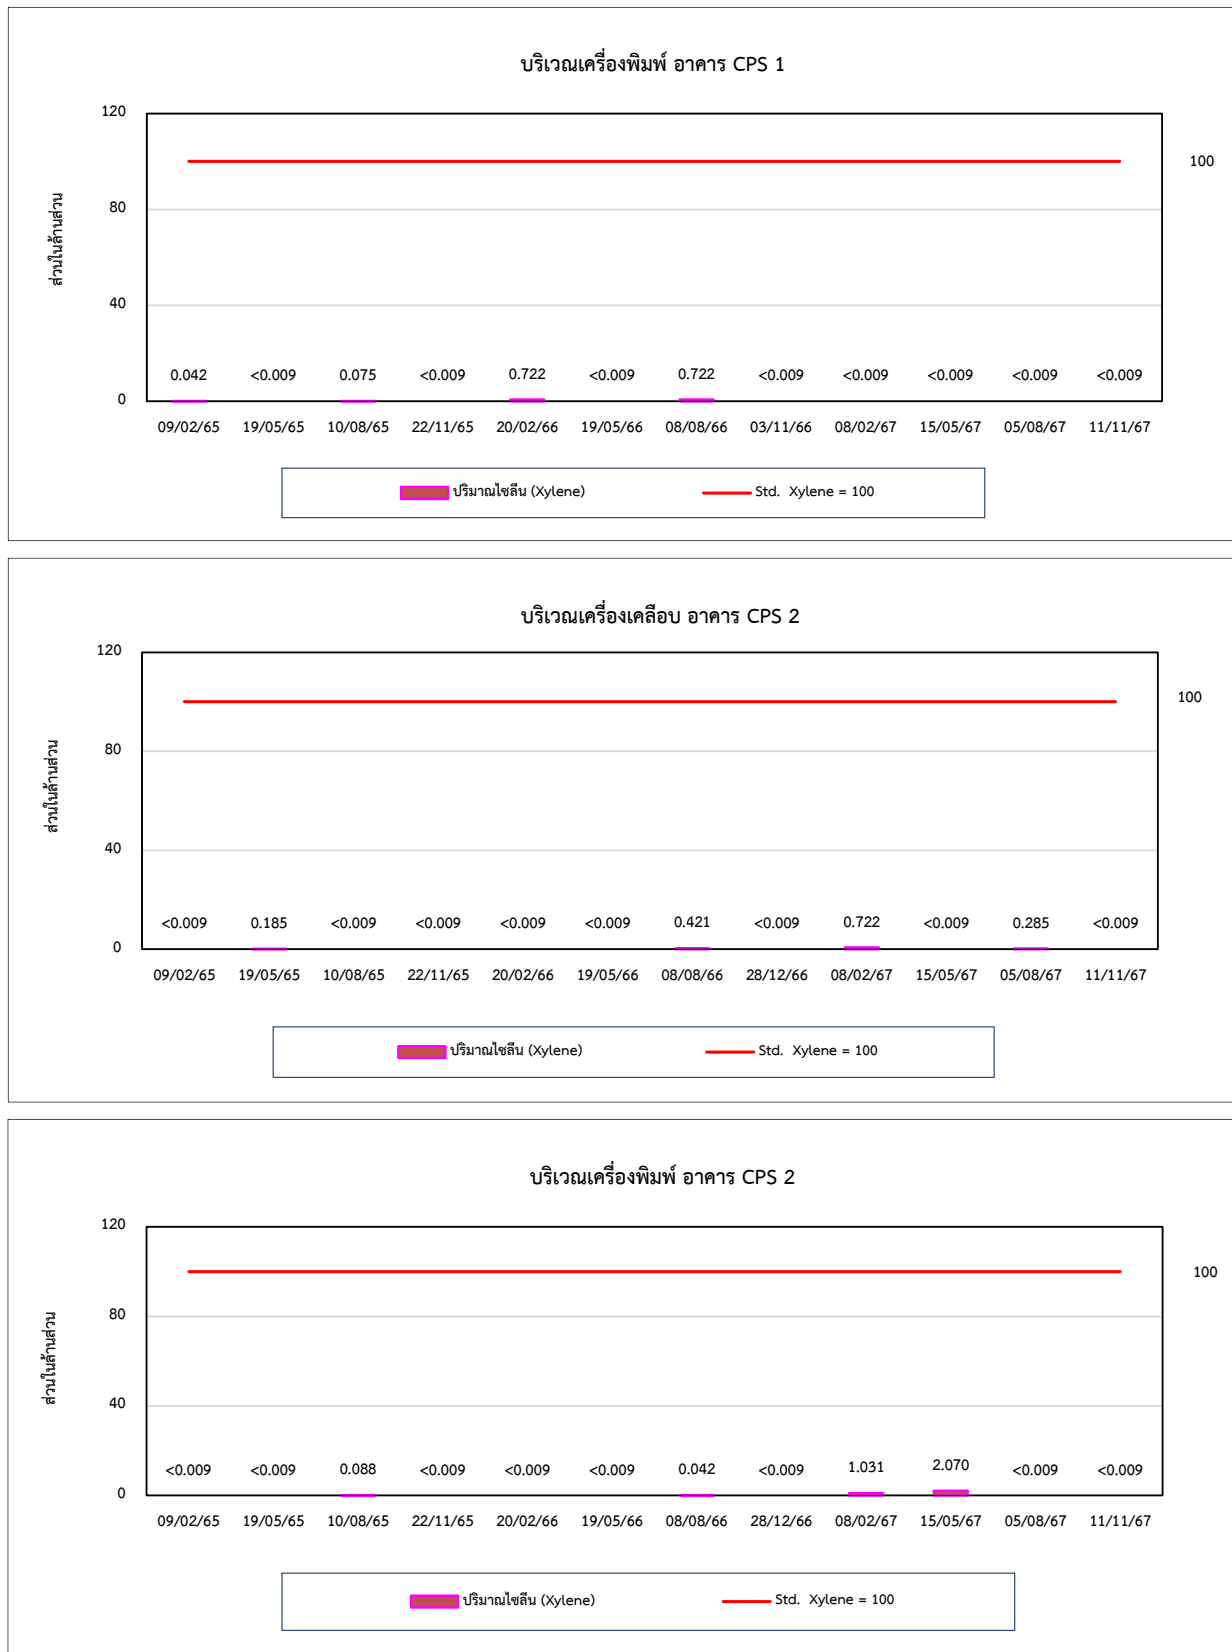 บริเวณเครื่องพิมพ์ อาคาร CPS 1
120
100
80
ส่วนในล้านส่วน
40
0.042 <0.009 0.075 <0.009 0.722 <0.009 0.722 <0.009 <0.009 <0.009 <0.009 <0.009
0
09/02/65 19/05/65 10/08/65 22/11/65 20/02/66 19/05/66 08/08/66 03/11/66 08/02/67 15/05/67 05/08/67 11/11/67
ปริมาณไซลีน (Xylene) Std. Xylene = 100
บริเวณเครื่องเคลือบ อาคาร CPS 2
120
100
80
ส่วนในล้านส่วน
40
<0.009 0.185 <0.009 <0.009 <0.009 <0.009 0.421 <0.009 0.722 <0.009 0.285 <0.009
0
09/02/65 19/05/65 10/08/65 22/11/65 20/02/66 19/05/66 08/08/66 28/12/66 08/02/67 15/05/67 05/08/67 11/11/67
ปริมาณไซลีน (Xylene) Std. Xylene = 100
บริเวณเครื่องพิมพ์ อาคาร CPS 2
120
100
80
ส่วนในล้านส่วน
40
<0.009 <0.009 0.088 <0.009 <0.009 <0.009 0.042 <0.009 1.031 2.070 <0.009 <0.009
0
09/02/65 19/05/65 10/08/65 22/11/65 20/02/66 19/05/66 08/08/66 28/12/66 08/02/67 15/05/67 05/08/67 11/11/67
ปริมาณไซลีน (Xylene) Std. Xylene = 100